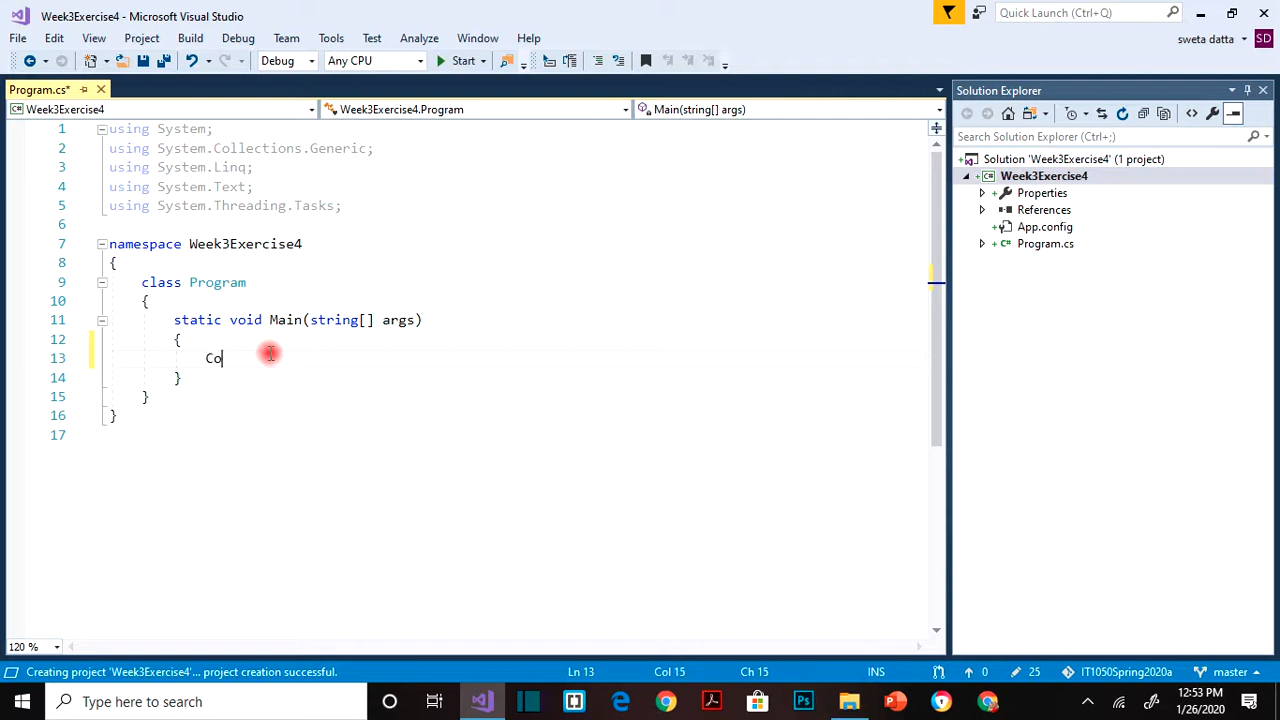 Week3Exercise4 - Microsoft Visual Studio
Quick Launch (Ctrl+Q)
File Edit View Project Build Debug Team Tools Test Analyze Window Help
sweta datta SD
Debug Any CPU Start
Program.cs*
Week3Exercise4 Week3Exercise4.Program Main(string[] args)
1 using System;
2 using System.Collections.Generic;
3 using System.Linq;
4 using System.Text;
5 using System.Threading.Tasks;
6
7 namespace Week3Exercise4
8 {
9 class Program
10 {
11 static void Main(string[] args)
12 {
13 Co
14 }
15 }
16 }
17
120 %
Solution Explorer
Search Solution Explorer (Ctrl+;)
Solution 'Week3Exercise4' (1 project)
C# Week3Exercise4
Properties
References
App.config
C# Program.cs
Creating project 'Week3Exercise4'... project creation successful. Ln 13 Col 15 Ch 15 INS 0 25 IT1050Spring2020a master
Type here to search
12:53 PM
1/26/2020